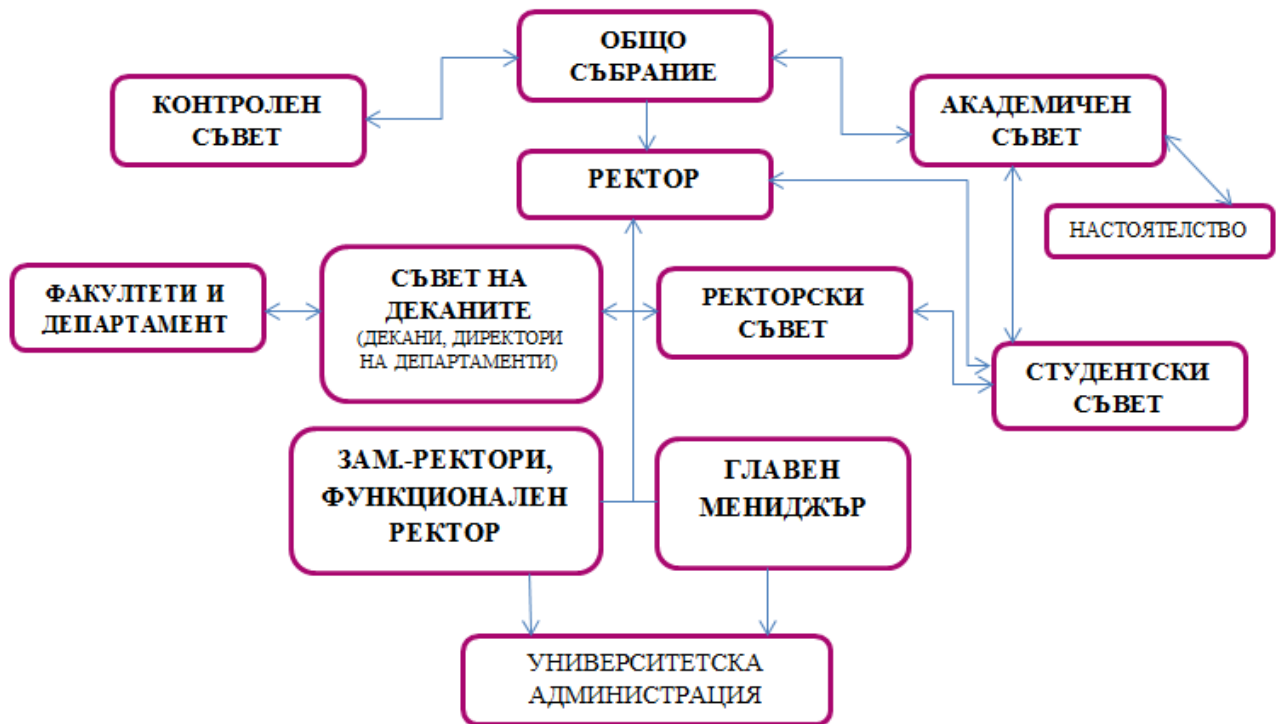 ОБЩО
СЪБРАНИЕ
КОНТРОЛЕН
СЪВЕТ
АКАДЕМИЧЕН
СЪВЕТ
РЕКТОР
НАСТОЯТЕЛСТВО
ФАКУЛТЕТИ И
ДЕПАРТАМЕНТ
СЪВЕТ НА
ДЕКАНИТЕ
(ДЕКАНИ, ДИРЕКТОРИ
НА ДЕПАРТАМЕНТИ)
РЕКТОРСКИ
СЪВЕТ
СТУДЕНТСКИ
СЪВЕТ
ЗАМ.-РЕКТОРИ,
ФУНКЦИОНАЛЕН
РЕКТОР
ГЛАВЕН
МЕНИДЖЪР
УНИВЕРСИТЕТСКА
АДМИНИСТРАЦИЯ